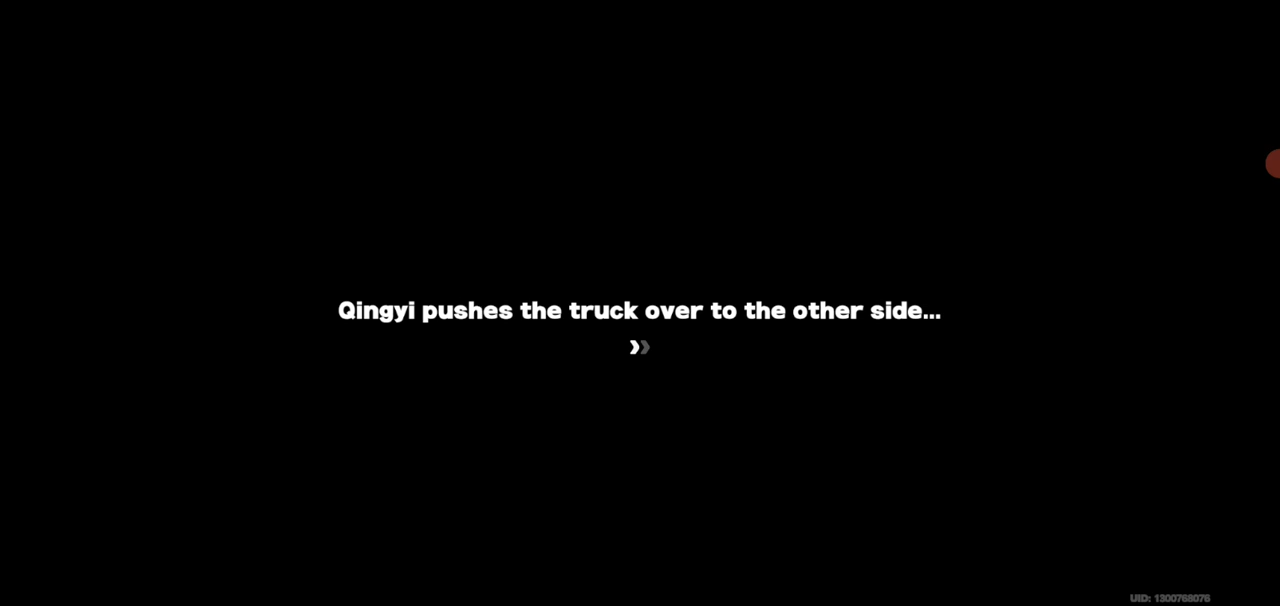 Qingyi pushes the truck over to the other side...
UID: 1300768076